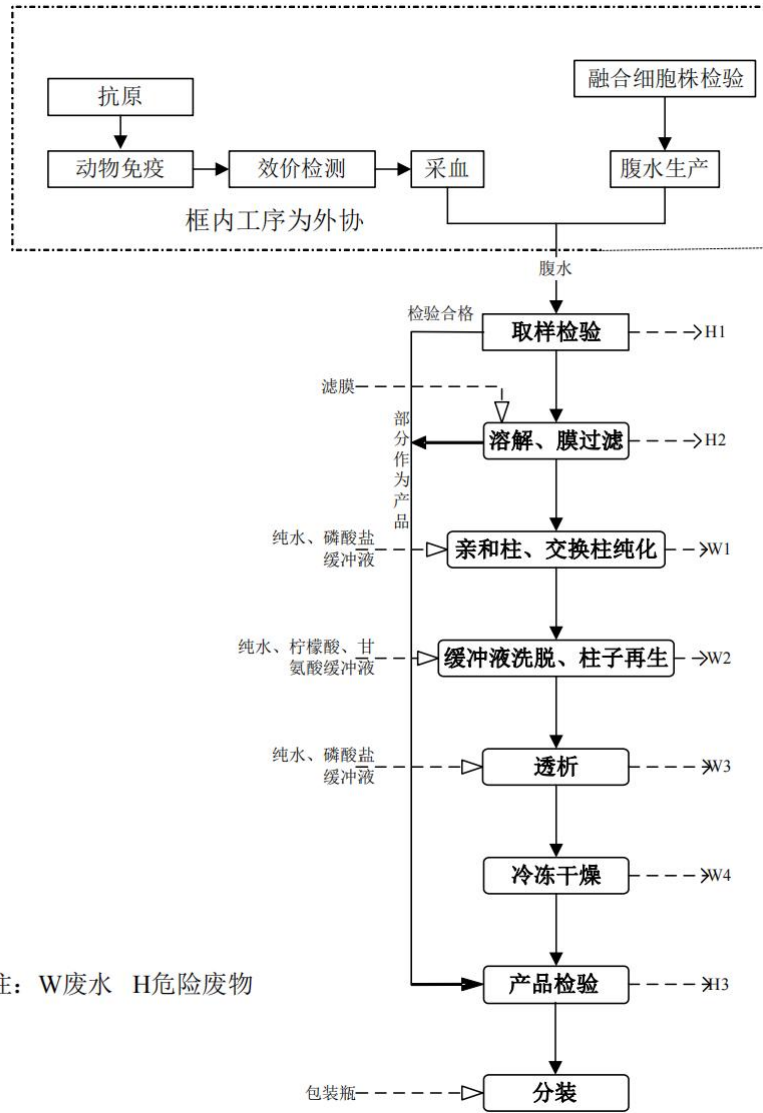 融合细胞株检验
抗原
动物免疫
效价检测
采血
腹水生产
框内工序为外协
腹水
检验合格
取样检验
H1
滤膜
部分作为产品
溶解、膜过滤
H2
纯水、磷酸盐
缓冲液
亲和柱、交换柱纯化
W1
纯水、柠檬酸、甘
氨酸缓冲液
缓冲液洗脱、柱子再生
W2
纯水、磷酸盐
缓冲液
透析
W3
冷冻干燥
W4
注：W废水 H危险废物
产品检验
H3
包装瓶
分装